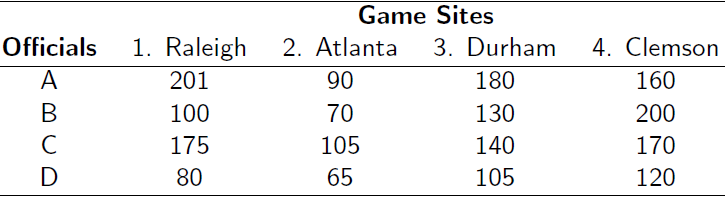 Game Sites
Officials 1. Raleigh 2. Atlanta 3. Durham 4. Clemson
A 201 90 180 160
B 100 70 130 200
C 175 105 140 170
D 80 65 105 120